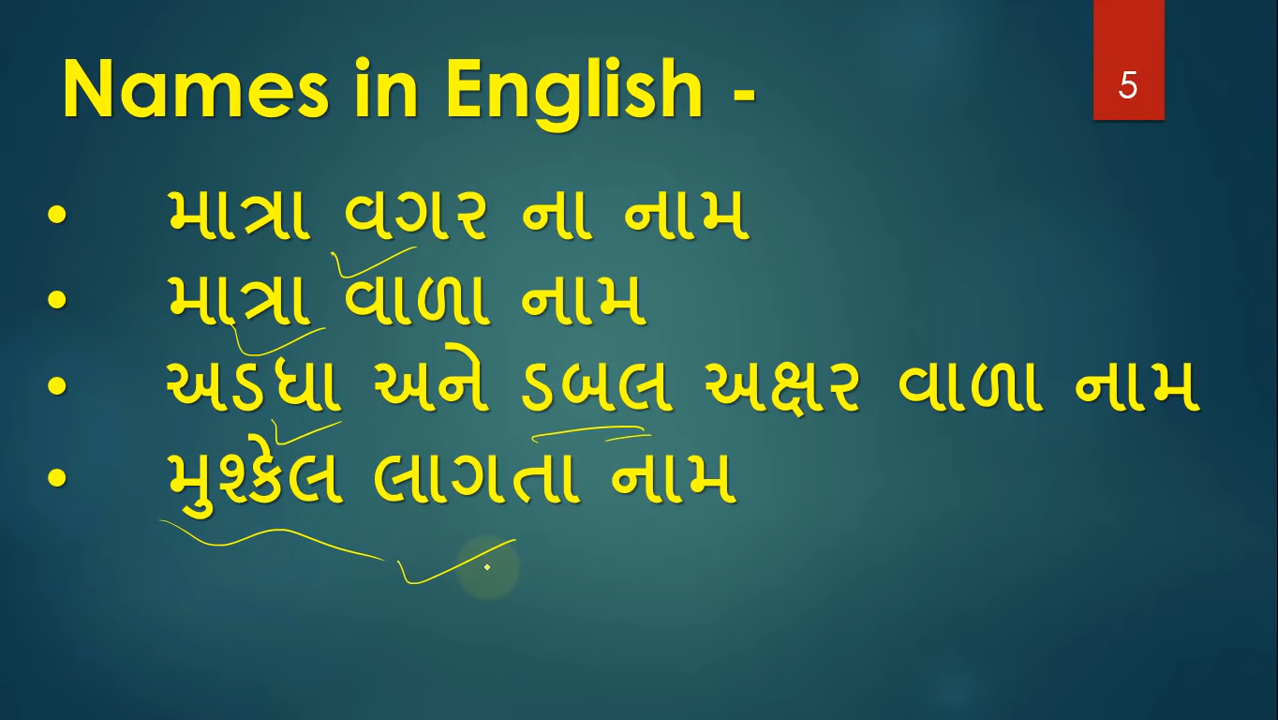 Names in English -
5
• માત્રા વગર ના નામ
• માત્રા વાળા નામ
• અડધા અને ડબલ અક્ષર વાળા નામ
• મુશ્કેલ લાગતા નામ